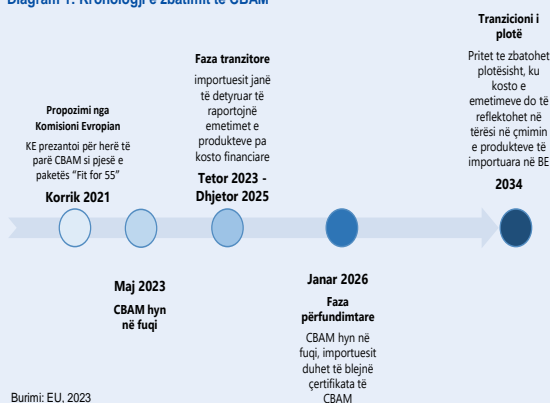 Diagram 1: Kronologji e zbatimit të CBAM
Propozimi nga
Komisioni Evropian
KE prezantoi për herë të
parë CBAM si pjesë e
paketës “Fit for 55”
Korrik 2021
Maj 2023
CBAM hyn
në fuqi
Faza tranzitore
importuesit janë
të detyruar të
raportojnë
emetimet e
produkteve pa
kosto financiare
Tetor 2023 -
Dhjetor 2025
Janar 2026
Faza
përfundimtare
CBAM hyn në
fuqi, importuesit
duhet të blejnë
çertifikata të
CBAM
Tranzicioni i
plotë
Pritet te zbatohet
plotësisht, ku
kosto e
emetimeve do të
reflektohet në
tërësi në çmimin
e produkteve të
importuara në BE
2034
Burimi: EU, 2023